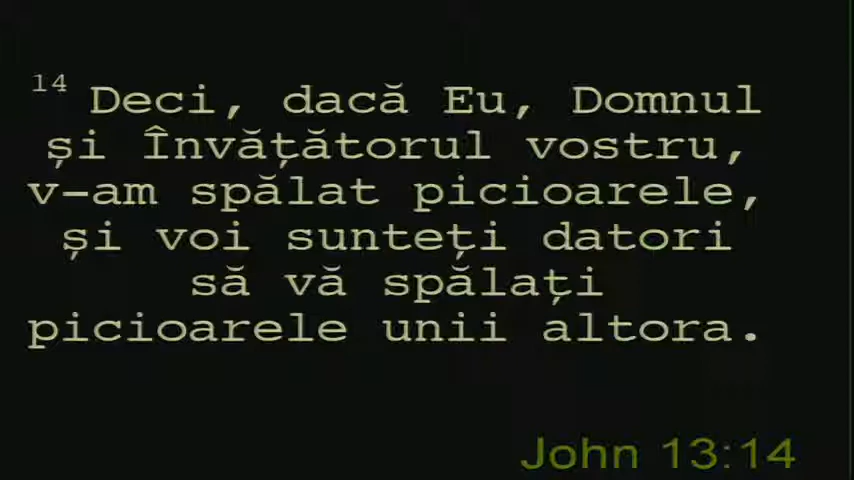 14 Deci, dacă Eu, Domnul
și Învățătorul vostru,
v-am spălat picioarele,
și voi sunteți datori
să vă spălați
picioarele unii altora.
John 13:14